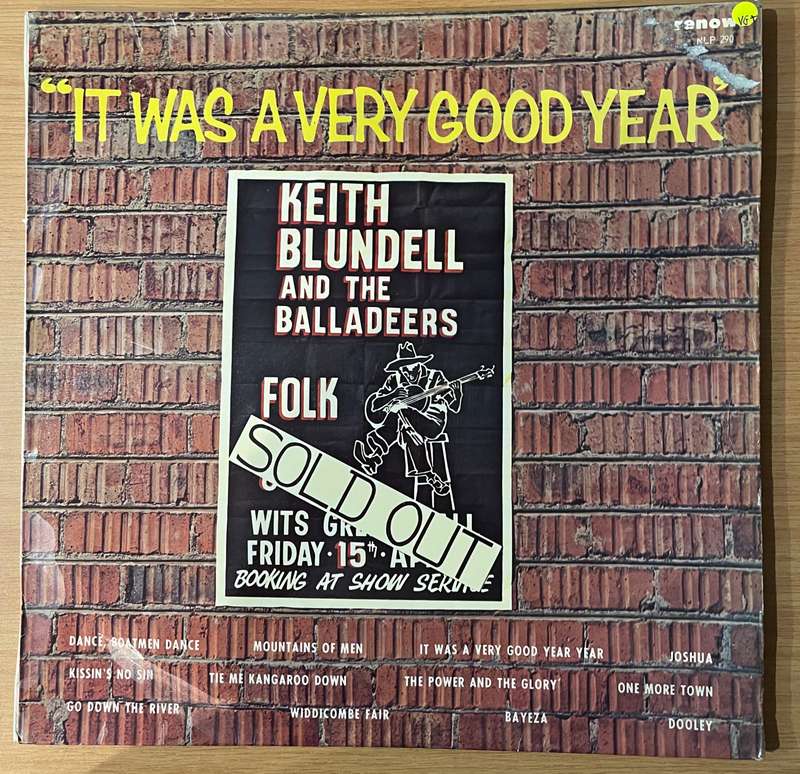 renow
VG+
NLP 290
"IT WAS A VERY GOOD YEAR"
KEITH
BLUNDELL
AND THE
BALLADEERS
FOLK
SOLD OUT
WITS
FRIDAY · 15th ·
BOOKING AT SHOW SERVICE
DANCE, BOATMEN DANCE MOUNTAINS OF MEN IT WAS A VERY GOOD YEAR YEAR JOSHUA
KISSIN'S NO SIN TIE ME KANGAROO DOWN THE POWER AND THE GLORY ONE MORE TOWN
GO DOWN THE RIVER WIDDICOMBE FAIR BAYEZA DOOLEY